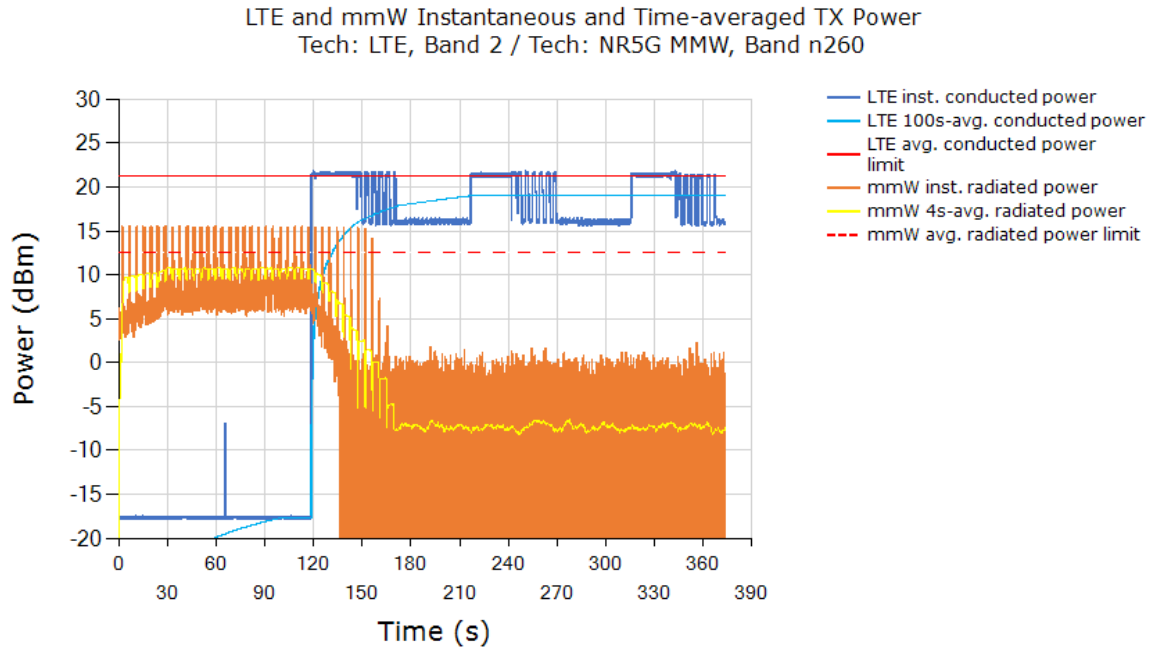 LTE and mmW Instantaneous and Time-averaged TX Power
Tech: LTE, Band 2 / Tech: NR5G MMW, Band n260
30
25
20
15
10
5
0
-5
-10
-15
-20
Power (dBm)
0
60
120
180
240
300
360
30
90
150
210
270
330
390
Time (s)
LTE inst. conducted power
LTE 100s-avg. conducted power
LTE avg. conducted power
limit
mmW inst. radiated power
mmW 4s-avg. radiated power
mmW avg. radiated power limit